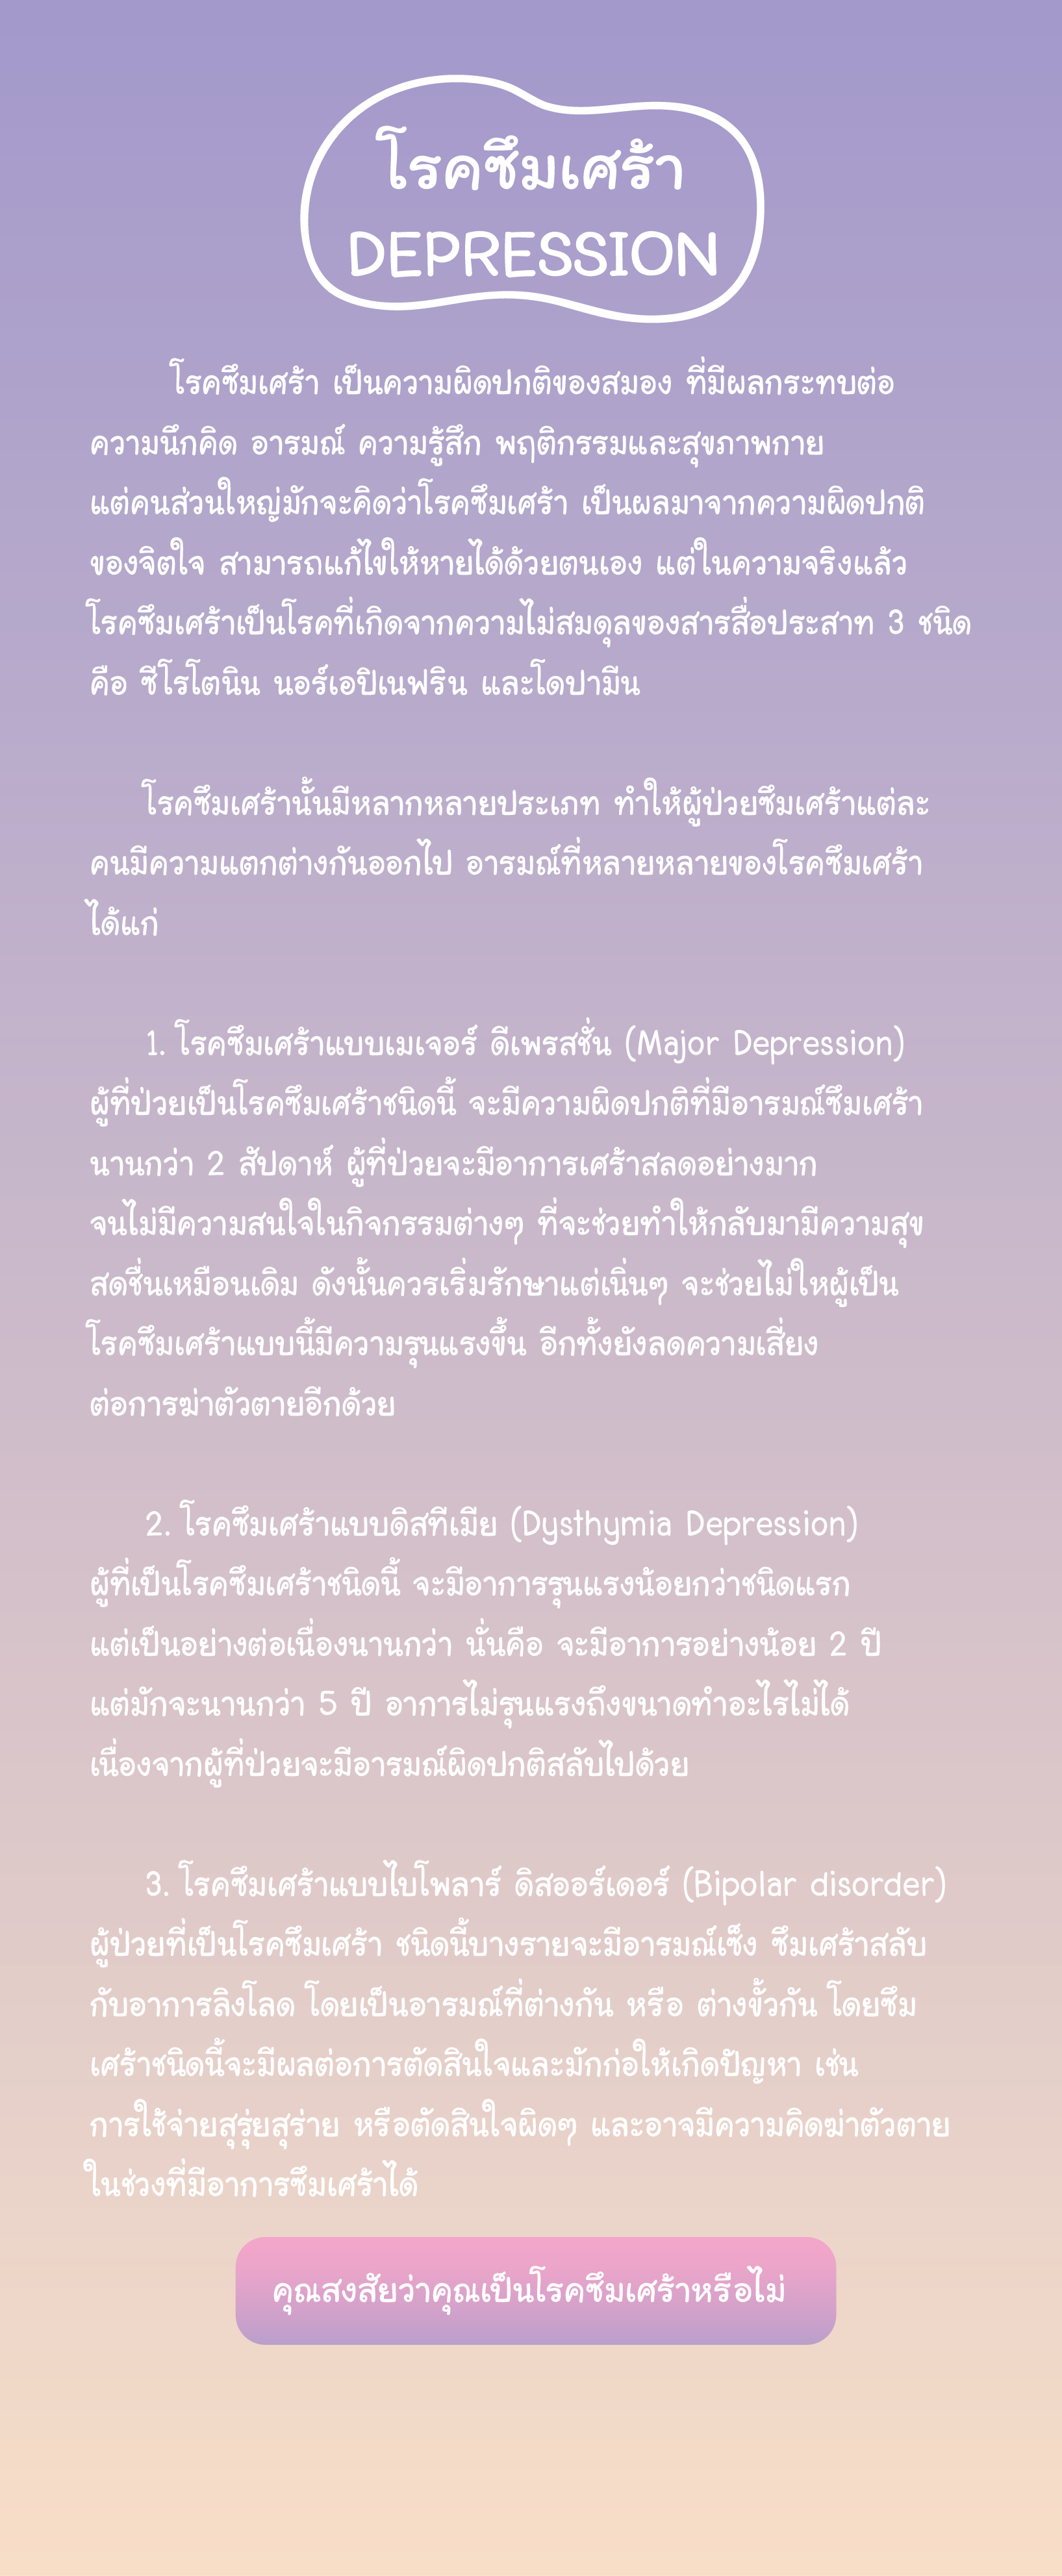 โรคซึมเศร้า
DEPRESSION
โรคซึมเศร้า เป็นความผิดปกติของสมอง ที่มีผลกระทบต่อ
ความนึกคิด อารมณ์ ความรู้สึก พฤติกรรมและสุขภาพกาย
แต่คนส่วนใหญ่มักจะคิดว่าโรคซึมเศร้า เป็นผลมาจากความผิดปกติ
ของจิตใจ สามารถแก้ไขให้หายได้ด้วยตนเอง แต่ในความจริงแล้ว
โรคซึมเศร้าเป็นโรคที่เกิดจากความไม่สมดุลของสารสื่อประสาท 3 ชนิด
คือ ซีโรโตนิน นอร์เอปิเนฟริน และโดปามีน
โรคซึมเศร้านั้นมีหลากหลายประเภท ทำให้ผู้ป่วยซึมเศร้าแต่ละ
คนมีความแตกต่างกันออกไป อารมณ์ที่หลายหลายของโรคซึมเศร้า
ได้แก่
1. โรคซึมเศร้าแบบเมเจอร์ ดีเพรสชั่น (Major Depression)
ผู้ที่ป่วยเป็นโรคซึมเศร้าชนิดนี้ จะมีความผิดปกติที่มีอารมณ์ซึมเศร้า
นานกว่า 2 สัปดาห์ ผู้ที่ป่วยจะมีอาการเศร้าสลดอย่างมาก
จนไม่มีความสนใจในกิจกรรมต่างๆ ที่จะช่วยทำให้กลับมามีความสุข
สดชื่นเหมือนเดิม ดังนั้นควรเริ่มรักษาแต่เนิ่นๆ จะช่วยไม่ใหผู้เป็น
โรคซึมเศร้าแบบนี้มีความรุนแรงขึ้น อีกทั้งยังลดความเสี่ยง
ต่อการฆ่าตัวตายอีกด้วย
2. โรคซึมเศร้าแบบดิสทีเมีย (Dysthymia Depression)
ผู้ที่เป็นโรคซึมเศร้าชนิดนี้ จะมีอาการรุนแรงน้อยกว่าชนิดแรก
แต่เป็นอย่างต่อเนื่องนานกว่า นั่นคือ จะมีอาการอย่างน้อย 2 ปี
แต่มักจะนานกว่า 5 ปี อาการไม่รุนแรงถึงขนาดทำอะไรไม่ได้
เนื่องจากผู้ที่ป่วยจะมีอารมณ์ผิดปกติสลับไปด้วย
3. โรคซึมเศร้าแบบไบโพลาร์ ดิสออร์เดอร์ (Bipolar disorder)
ผู้ป่วยที่เป็นโรคซึมเศร้า ชนิดนี้บางรายจะมีอารมณ์เซ็ง ซึมเศร้าสลับ
กับอาการลิงโลด โดยเป็นอารมณ์ที่ต่างกัน หรือ ต่างขั้วกัน โดยซึม
เศร้าชนิดนี้จะมีผลต่อการตัดสินใจและมักก่อให้เกิดปัญหา เช่น
การใช้จ่ายสุรุ่ยสุร่าย หรือตัดสินใจผิดๆ และอาจมีความคิดฆ่าตัวตาย
ในช่วงที่มีอาการซึมเศร้าได้
คุณสงสัยว่าคุณเป็นโรคซึมเศร้าหรือไม่